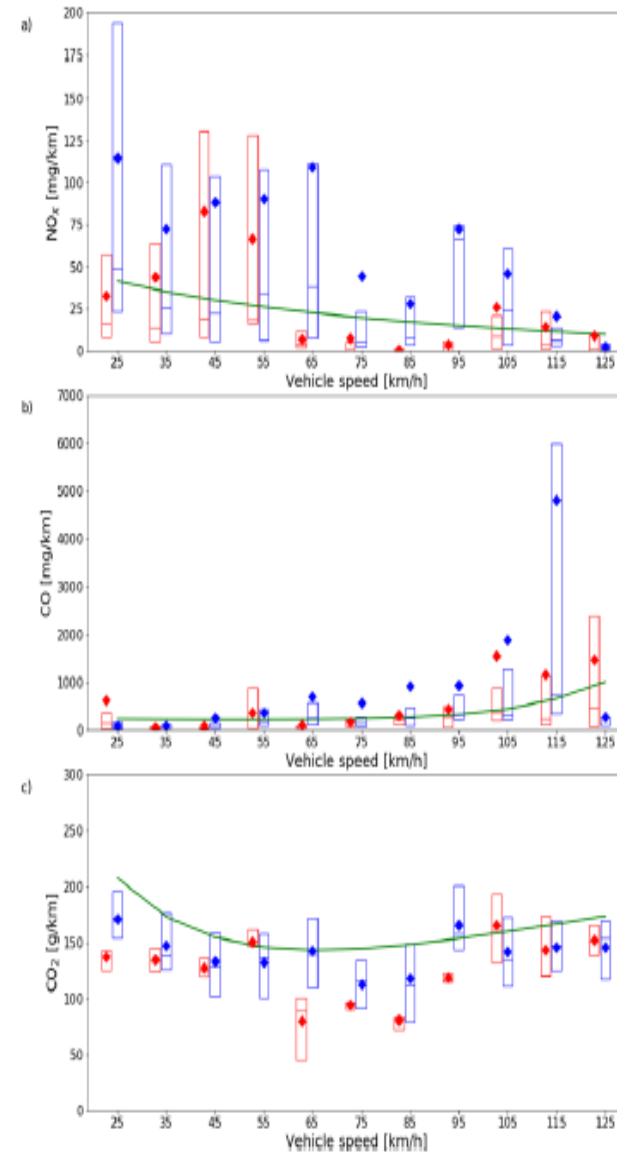 a)
200
175
150
125
100
75
50
25
0
NOx [mg/km]
25 35 45 55 65 75 85 95 105 115 125
Vehicle speed [km/h]
b)
7000
6000
5000
4000
3000
2000
1000
0
CO [mg/km]
25 35 45 55 65 75 85 95 105 115 125
Vehicle speed [km/h]
c)
300
250
200
150
100
50
0
CO₂ [g/km]
25 35 45 55 65 75 85 95 105 115 125
Vehicle speed [km/h]